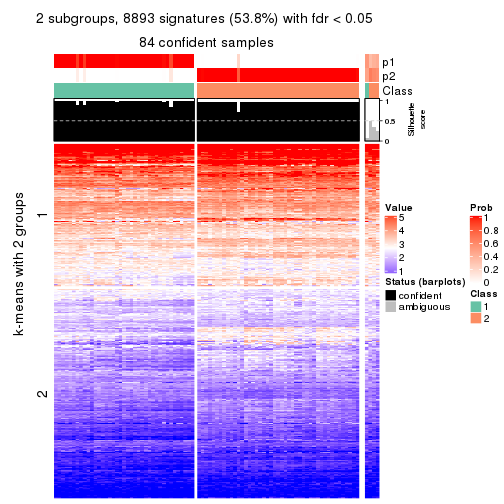 2 subgroups, 8893 signatures (53.8%) with fdr < 0.05
84 confident samples
p1
p2
Class
1
0.5
0
Silhouette
score
k-means with 2 groups
1
2
Value
5
4
3
2
1
Status (barplots)
confident
ambiguous
Prob
1
0.8
0.6
0.4
0.2
0
Class
1
2